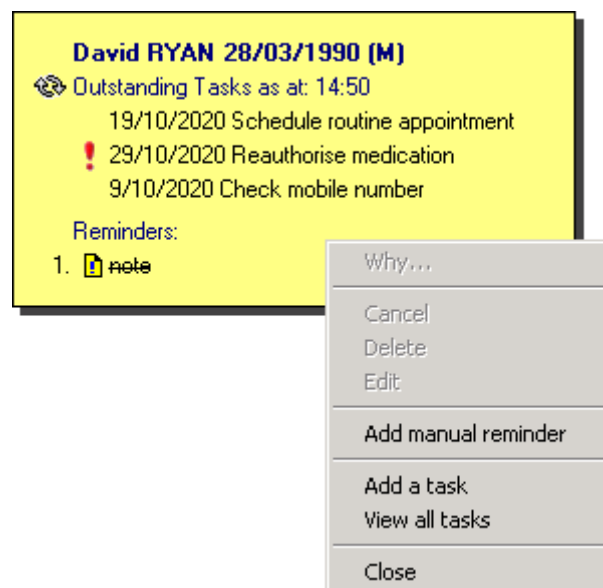 David RYAN 28/03/1990 (M)
Outstanding Tasks as at: 14:50
19/10/2020 Schedule routine appointment
29/10/2020 Reauthorise medication
9/10/2020 Check mobile number
Reminders:
1. note
Why...
Cancel
Delete
Edit
Add manual reminder
Add a task
View all tasks
Close